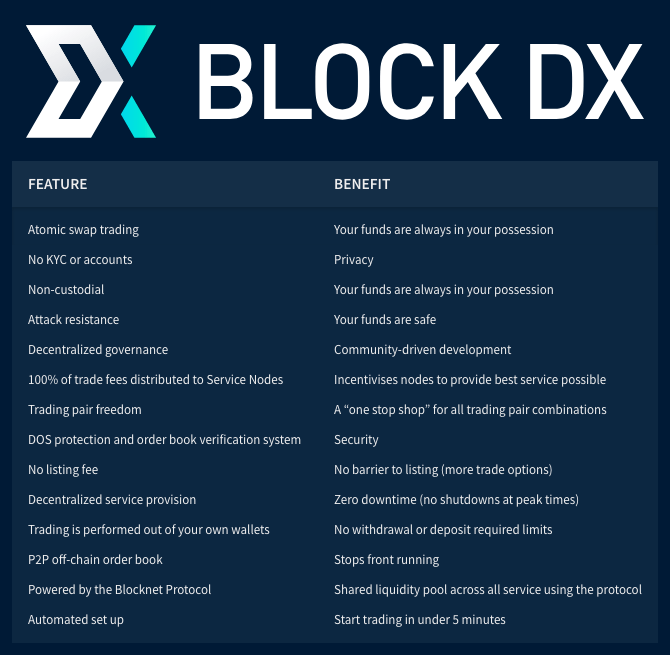 BLOCK DX
FEATURE BENEFIT
Atomic swap trading Your funds are always in your possession
No KYC or accounts Privacy
Non-custodial Your funds are always in your possession
Attack resistance Your funds are safe
Decentralized governance Community-driven development
100% of trade fees distributed to Service Nodes Incentivises nodes to provide best service possible
Trading pair freedom A “one stop shop” for all trading pair combinations
DOS protection and order book verification system Security
No listing fee No barrier to listing (more trade options)
Decentralized service provision Zero downtime (no shutdowns at peak times)
Trading is performed out of your own wallets No withdrawal or deposit required limits
P2P off-chain order book Stops front running
Powered by the Blocknet Protocol Shared liquidity pool across all service using the protocol
Automated set up Start trading in under 5 minutes